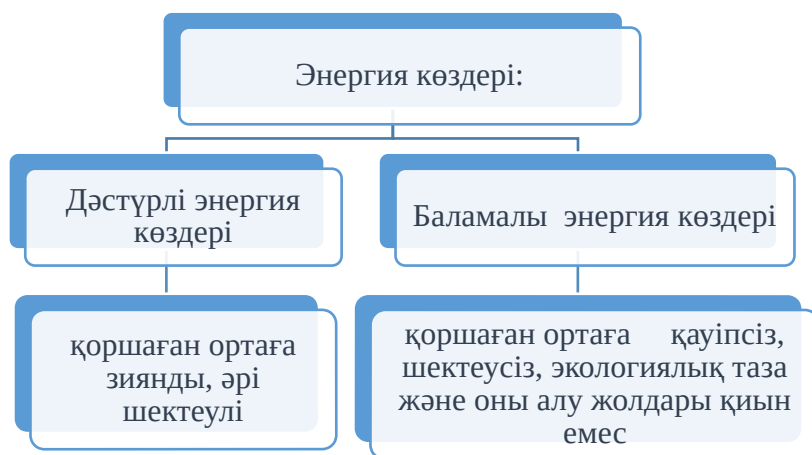 Энергия көздері:
Дәстүрлі энергия
көздері
Баламалы энергия көздері
қоршаған ортаға
зиянды, әрі
шектеулі
қоршаған ортаға қауіпсіз,
шектеусіз, экологиялық таза
және оны алу жолдары қиын
емес